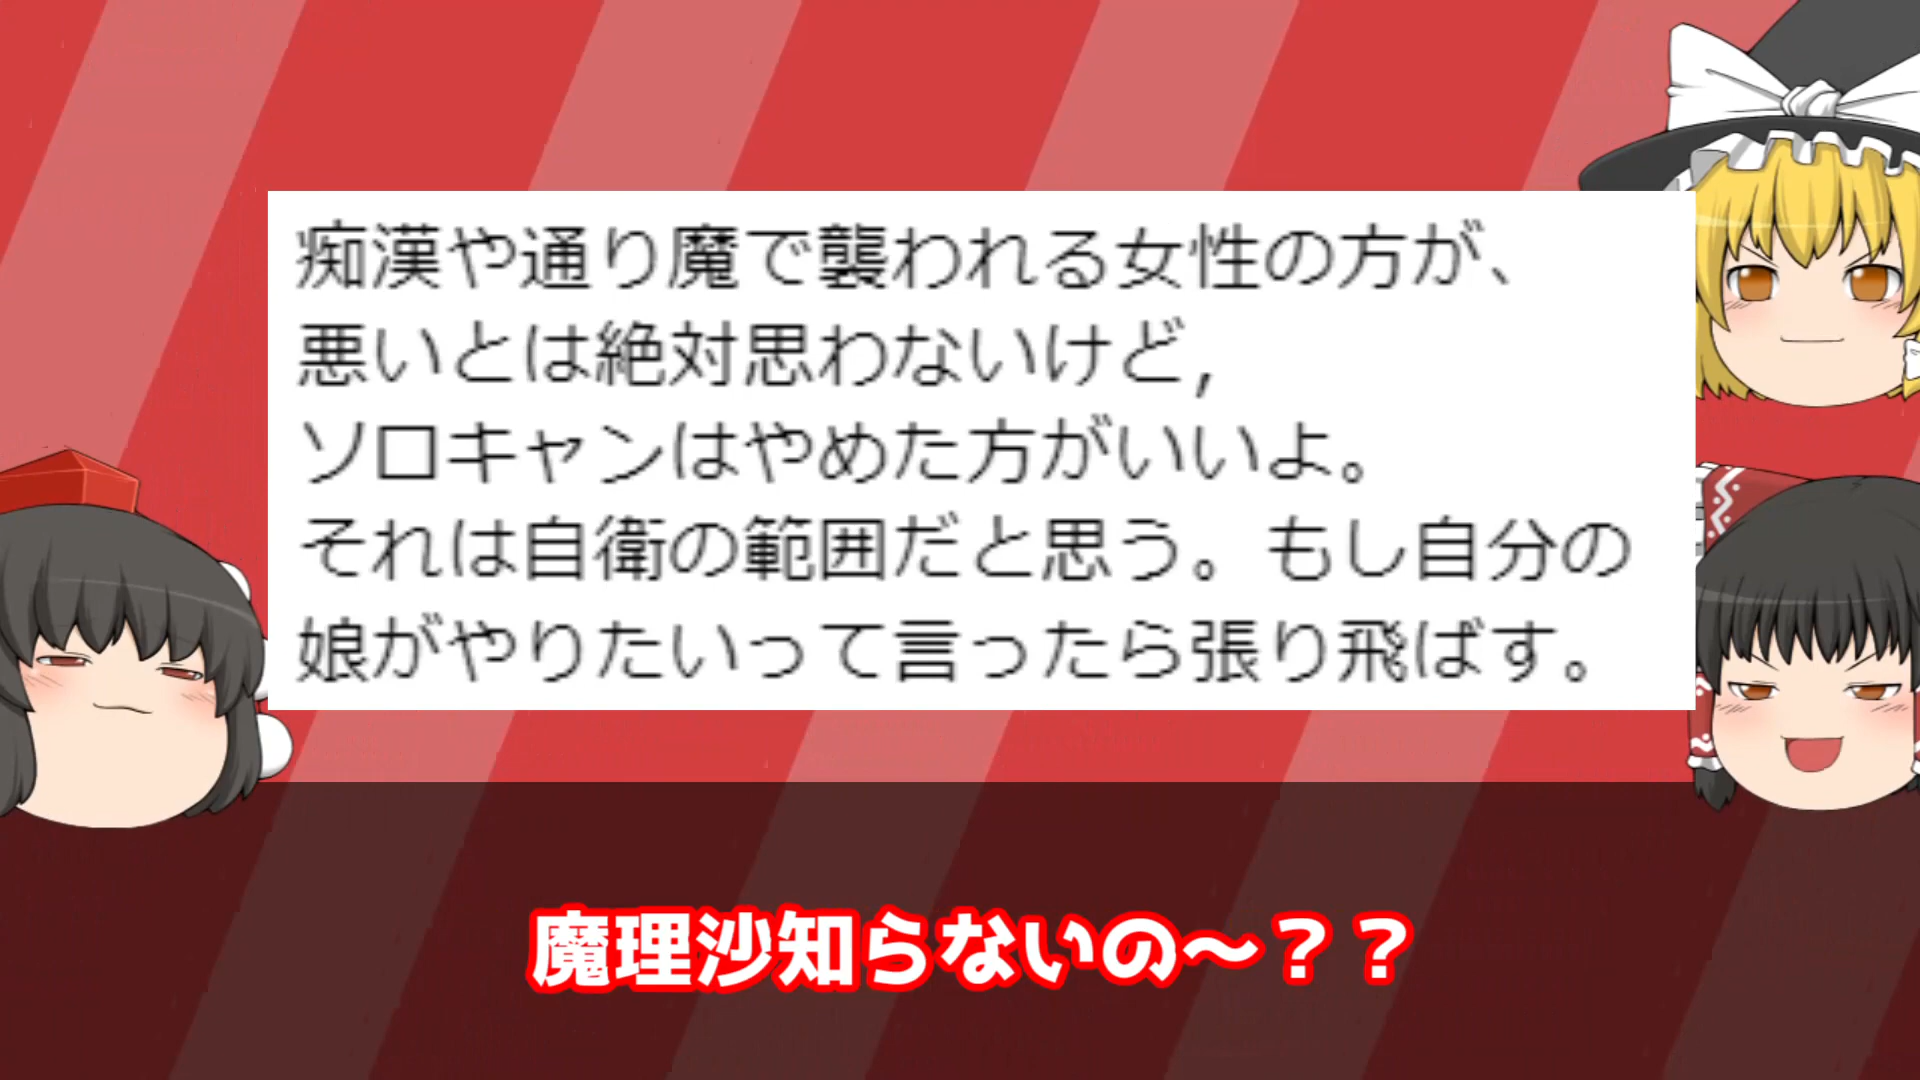 痴漢や通り魔で襲われる女性の方が、
悪いとは絶対思わないけど,
ソロキャンはやめた方がいいよ。
それは自衛の範囲だと思う。もし自分の
娘がやりたいって言ったら張り飛ばす。
魔理沙知らないの～？？